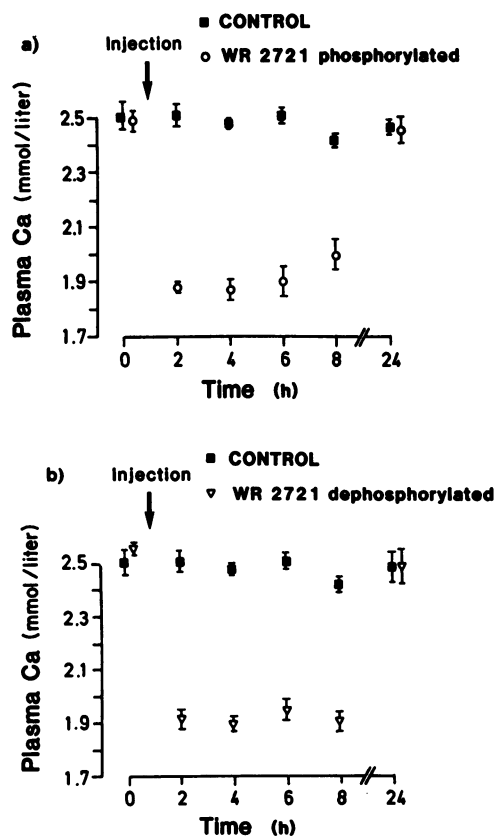 CONTROL
a) Injection
WR 2721 phosphorylated
2.5
2.3
2.1
1.9
1.7
Plasma Ca (mmol/liter)
0 2 4 6 8 24
Time (h)
CONTROL
b) Injection
WR 2721 dephosphorylated
2.5
2.3
2.1
1.9
1.7
Plasma Ca (mmol/liter)
0 2 4 6 8 24
Time (h)